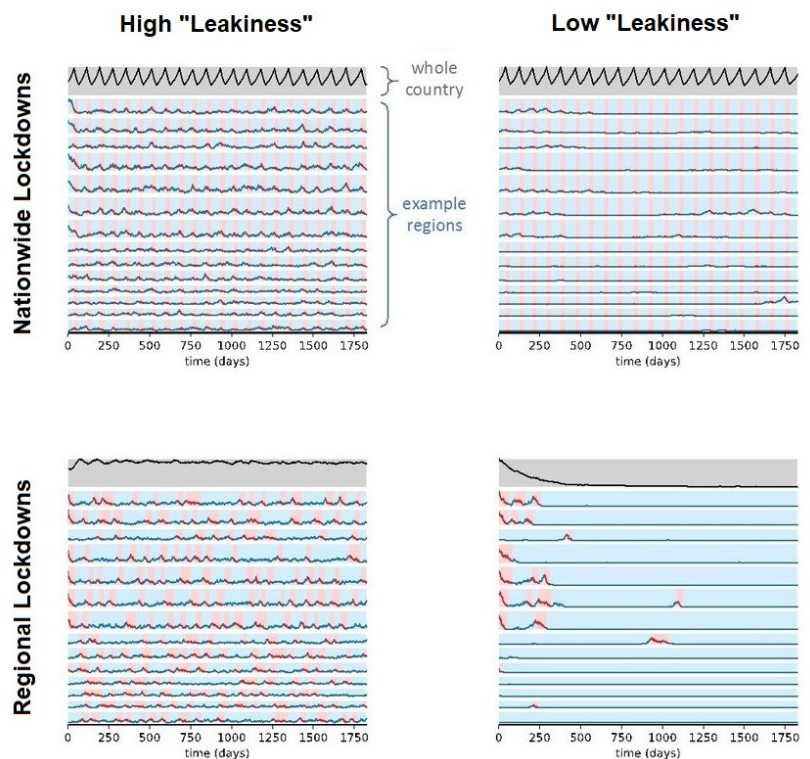 High "Leakiness"
Low "Leakiness"
Nationwide Lockdowns
whole
country
example
regions
0 250 500 750 1000 1250 1500 1750
time (days)
0 250 500 750 1000 1250 1500 1750
time (days)
Regional Lockdowns
0 250 500 750 1000 1250 1500 1750
time (days)
0 250 500 750 1000 1250 1500 1750
time (days)